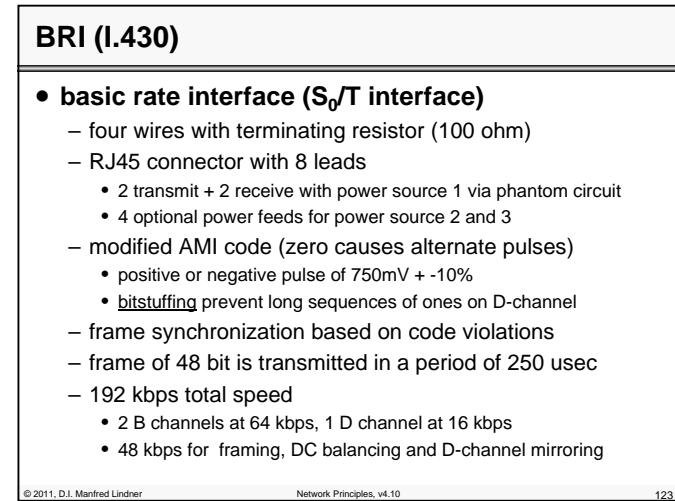 BRI (I.430)
• basic rate interface (S₀/T interface)
– four wires with terminating resistor (100 ohm)
– RJ45 connector with 8 leads
• 2 transmit + 2 receive with power source 1 via phantom circuit
• 4 optional power feeds for power source 2 and 3
– modified AMI code (zero causes alternate pulses)
• positive or negative pulse of 750mV + -10%
• bitstuffing prevent long sequences of ones on D-channel
– frame synchronization based on code violations
– frame of 48 bit is transmitted in a period of 250 usec
– 192 kbps total speed
• 2 B channels at 64 kbps, 1 D channel at 16 kbps
• 48 kbps for framing, DC balancing and D-channel mirroring
© 2011, D.I. Manfred Lindner Network Principles, v4.10 123